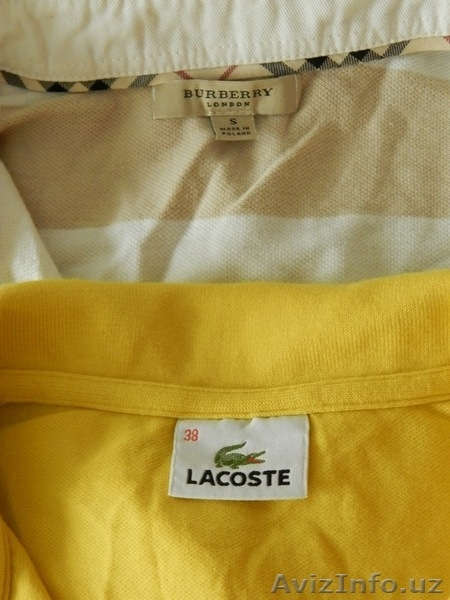 BURBERRY
LONDON
S
MADE IN
POLAND
38
LACOSTE
AvizInfo.uz